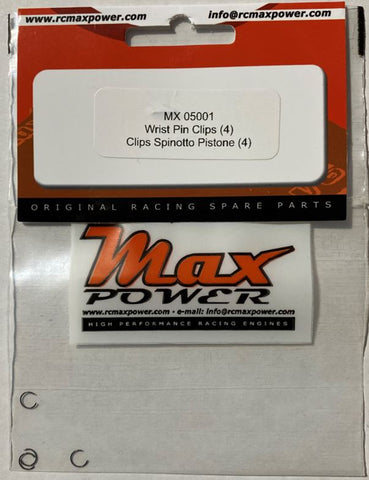 www.rcmaxpower.com info@rcmaxpower.com
MX 05001
Wrist Pin Clips (4)
Clips Spinotto Pistone (4)
ORIGINAL RACING SPARE PARTS
Max
POWER
www.rcmaxpower.com • e-mail: info@rcmaxpower.com
HIGH PERFORMANCE RACING ENGINES